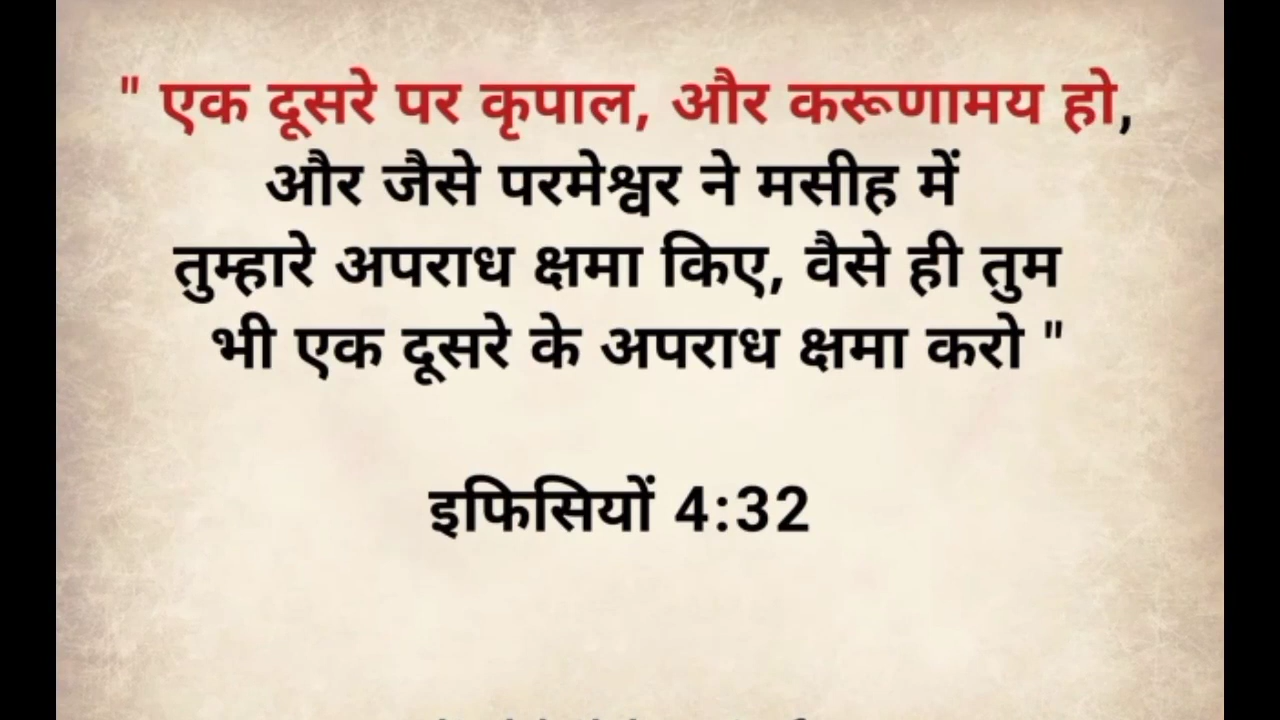 " एक दूसरे पर कृपाल, और करूणामय हो,
और जैसे परमेश्वर ने मसीह में
तुम्हारे अपराध क्षमा किए, वैसे ही तुम
भी एक दूसरे के अपराध क्षमा करो "
इफिसियों 4:32